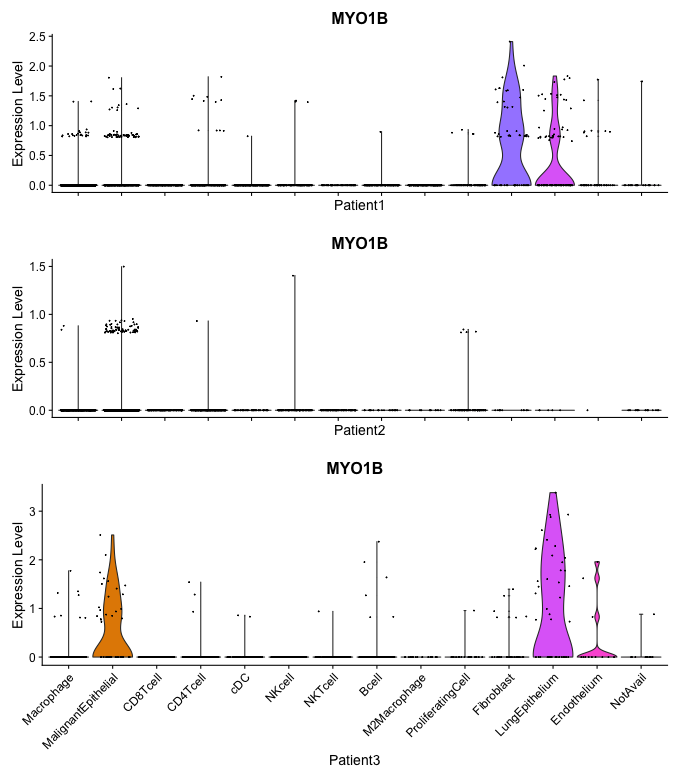 MYO1B
Expression Level
2.5
2.0
1.5
1.0
0.5
0.0
Patient1
MYO1B
Expression Level
1.5
1.0
0.5
0.0
Patient2
MYO1B
Expression Level
3
2
1
0
Macrophage
MalignantEpithelial
CD8Tcell
CD4Tcell
cDC
NKcell
NKTcell
Bcell
M2Macrophage
ProliferatingCell
Fibroblast
LungEpithelium
Endothelium
NotAvail
Patient3